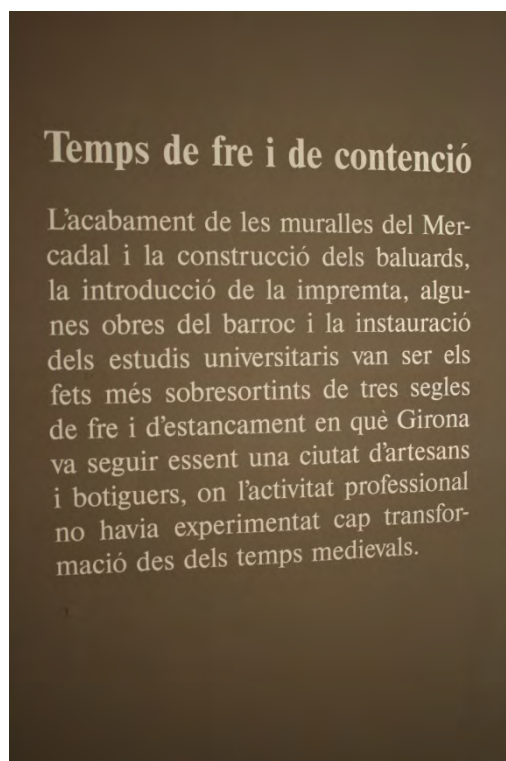 Temps de fre i de contenció
L'acabament de les muralles del Mer-
cadal i la construcció dels baluards,
la introducció de la impremta, algu-
nes obres del barroc i la instauració
dels estudis universitaris van ser els
fets més sobresortints de tres segles
de fre i d'estancament en què Girona
va seguir essent una ciutat d'artesans
i botiguers, on l'activitat professional
no havia experimentat cap transfor-
mació des dels temps medievals.